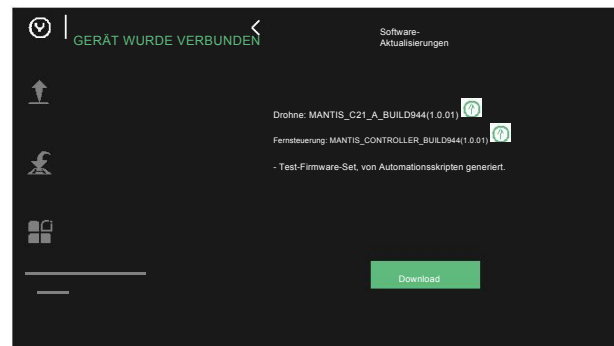 GERÄT WURDE VERBUNDEN
Software-
Aktualisierungen
Drohne: MANTIS_C21_A_BUILD944(1.0.01)
Fernsteuerung: MANTIS_CONTROLLER_BUILD944(1.0.01)
- Test-Firmware-Set, von Automationsskripten generiert.
Download